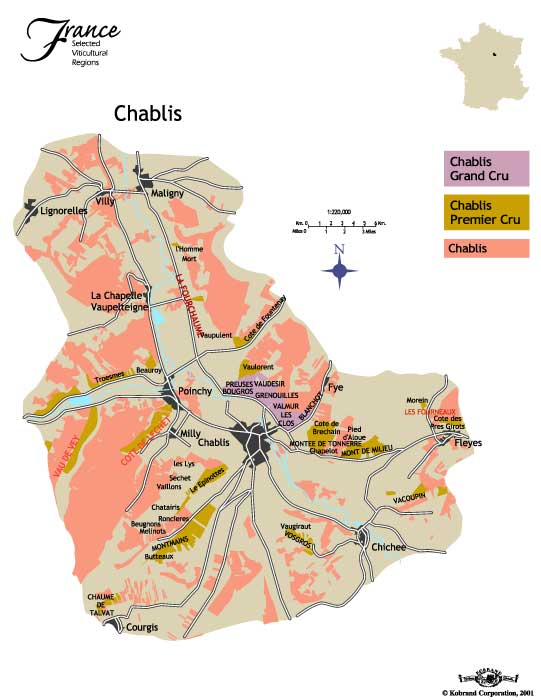 France
Selected
Viticultural
Regions
Chablis
Chablis
Grand Cru
Chablis
Premier Cru
Chablis
1:220,000
Km. 0 1 2 3 4 5 6 Km.
Miles 0 3 Miles
N
Maligny
Villy
Lignorelles
l'Homme
Mort
LA FOURCHAUME
La Chapelle
Vaupelteigne
Cote de Fountenay
Vaupulent
Vaulorent
Troesmes
Beauroy
Poinchy
PREUSES
VAUDESIR
BOUGROS
GRENOUILLES
VALMUR
LES
CLOS
BLANCHOT
Fye
Morein
LES FOURNEAUX
Cote des
Pres Girots
Fleyes
Cote de
Brechain
Pied
d'Aloue
MONTEE DE TONNERRE
Chapelot
MONT DE MILIEU
VAU DE VEY
COTE DE LECHET
Milly
Chablis
les Lys
Sechet
Vaillons
Le Epinottes
Chatairis
Roncieres
Beugnons
Melinots
MONTMAINS
Butteaux
VACOUPIN
Vaugiraut
VOSGROS
Chichee
CHAUME
DE
TALVAT
Courgis
KOBRAND
© Kobrand Corporation, 2001